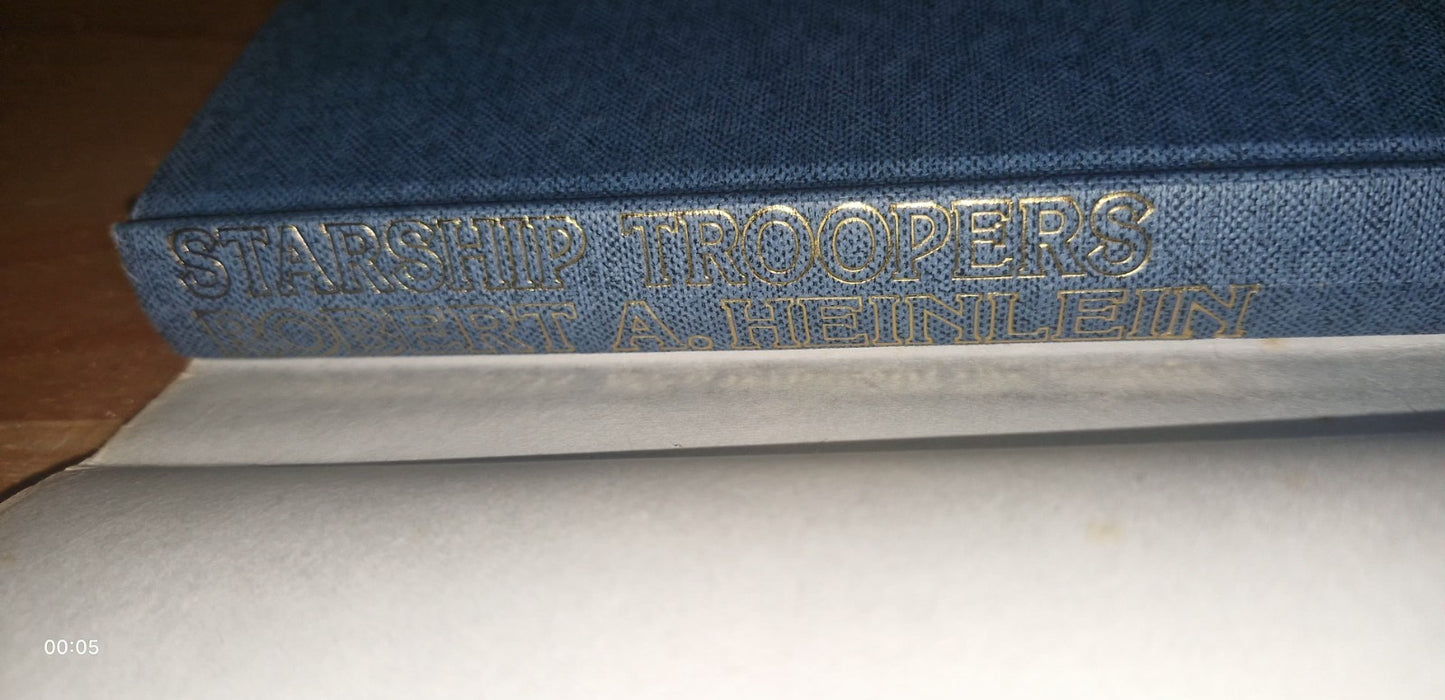 STARSHIP TROOPERS
ROBERT A. HEINLEIN
00:05